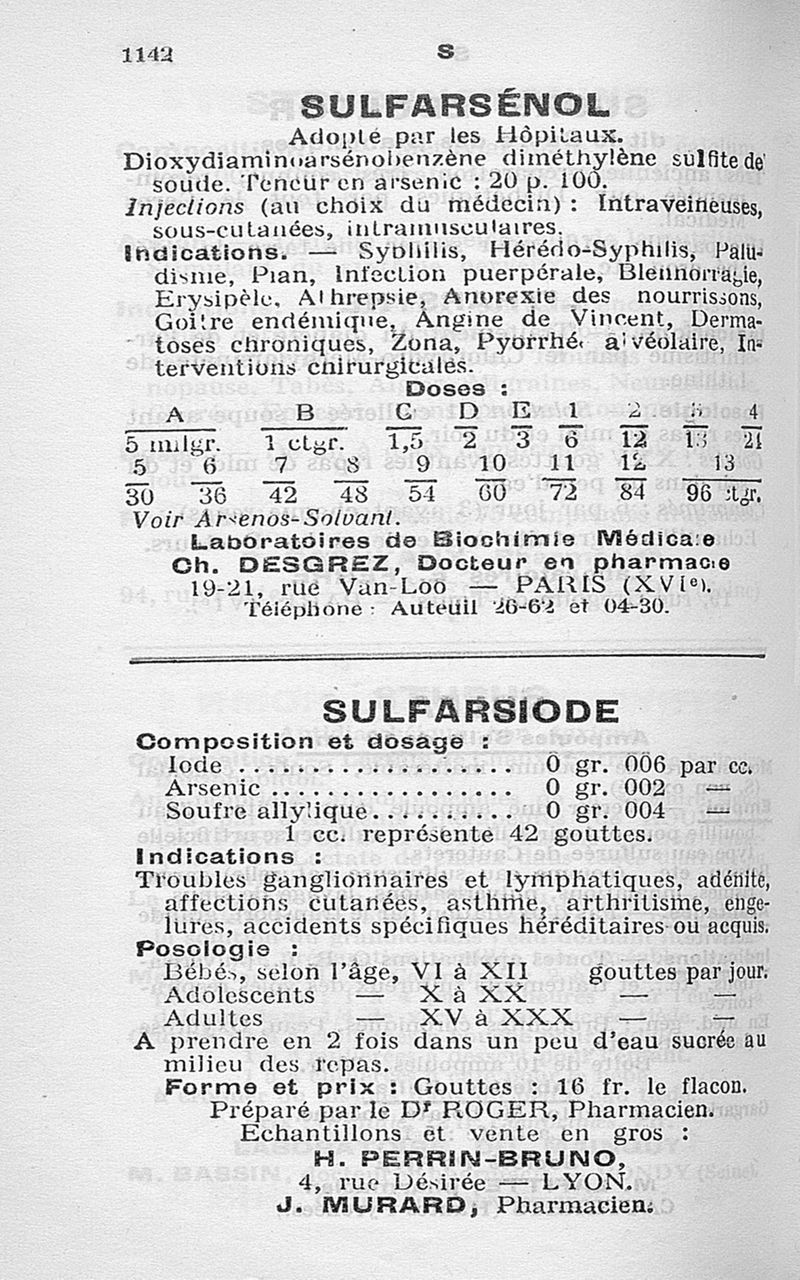 1142
S
SULFARSÉNOL
Adopté par les Hôpitaux.
Dioxydiaminoarsénobenzène diméthylène sulfite de
soude. Teneur en arsenic : 20 p. 100.
Injections (au choix du médecin) : Intraveineuses,
sous-cutanées, intramusculaires.
Indications. — Syphilis, Hérédo-Syphilis, Palu-
disme, Pian, Infection puerpérale, Blennorragie,
Erysipèle, Athrepsie, Anorexie des nourrissons,
Goitre endémique, Angine de Vincent, Derma-
toses chroniques, Zona, Pyorrhée alvéolaire, In-
terventions chirurgicales.
Doses :
A B C D E 1 2 3 4
5 milgr. 1 ctgr. 1,5 2 3 6 12 18 24
5 6 7 8 9 10 11 12 13
30 36 42 48 54 60 72 84 96 ctgr.
Voir Arsenos-Solvant.
Laboratoires de Biochimie Médicale
Ch. DESGREZ, Docteur en pharmacie
19-21, rue Van-Loo — PARIS (XVIe).
Téléphone : Auteuil 26-62 et 04-30.
SULFARSIODE
Composition et dosage :
Iode . . . . . . . . . . . . . . . . . . . 0 gr. 006 par cc.
Arsenic . . . . . . . . . . . . . . . . . 0 gr. 002 —
Soufre allylique. . . . . . . . . . 0 gr. 004 —
1 cc. représente 42 gouttes.
Indications :
Troubles ganglionnaires et lymphatiques, adénite,
affections cutanées, asthme, arthritisme, enge-
lures, accidents spécifiques héréditaires ou acquis.
Posologie :
Bébés, selon l'âge, VI à XII gouttes par jour.
Adolescents — X à XX — —
Adultes — XV à XXX — —
A prendre en 2 fois dans un peu d'eau sucrée au
milieu des repas.
Forme et prix : Gouttes : 16 fr. le flacon.
Préparé par le Dr ROGER, Pharmacien.
Echantillons et vente en gros :
H. PERRIN-BRUNO,
4, rue Désirée — LYON.
J. MURARD, Pharmacien.